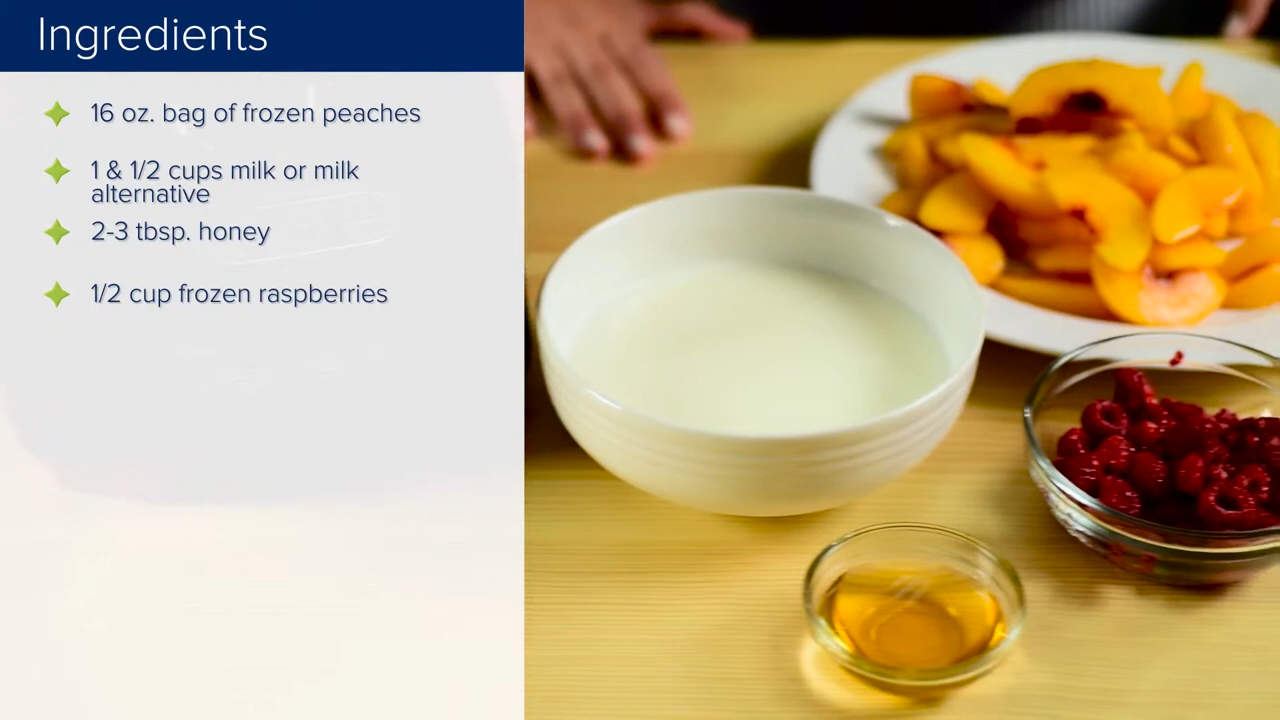 Ingredients
16 oz. bag of frozen peaches
1 & 1/2 cups milk or milk
alternative
2-3 tbsp. honey
1/2 cup frozen raspberries